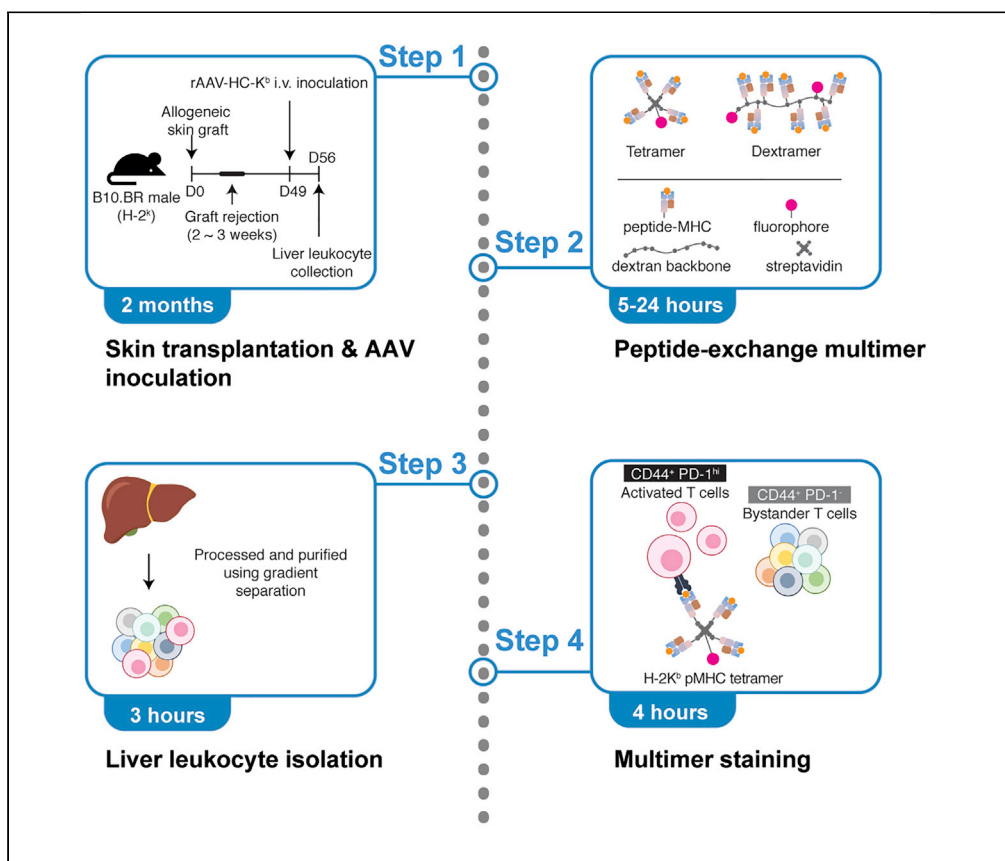 Step 1
rAAV-HC-Kᵇ i.v. inoculation
Allogeneic
skin graft
D56
B10.BR male
(H-2ᵏ)
D0
D49
Graft rejection
(2 ~ 3 weeks)
Liver leukocyte
collection
2 months
Skin transplantation & AAV
inoculation
Step 2
Tetramer
Dextramer
peptide-MHC
fluorophore
dextran backbone
streptavidin
5-24 hours
Peptide-exchange multimer
Step 3
Processed and purified
using gradient
separation
3 hours
Liver leukocyte isolation
Step 4
CD44⁺ PD-1ʰⁱ
Activated T cells
CD44⁺ PD-1⁻
Bystander T cells
H-2Kᵇ pMHC tetramer
4 hours
Multimer staining